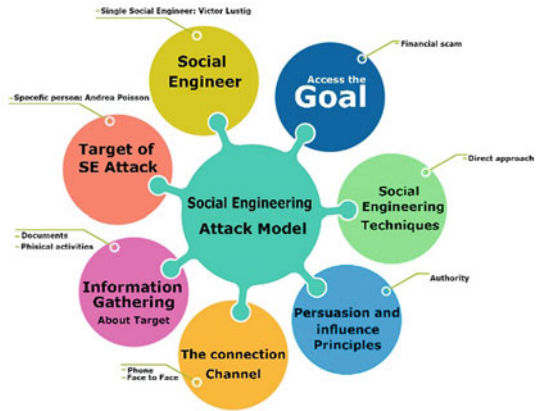 Single Social Engineer: Victor Lustig
Social
Engineer
Financial scam
Access the
Goal
Specefic person: Andrea Poisson
Target of
SE Attack
Direct approach
Social
Engineering
Techniques
Social Engineering
Attack Model
Documents
Phisical activities
Information
Gathering
About Target
Authority
Persuasion and
influence
Principles
The connection
Channel
Phone
Face to Face